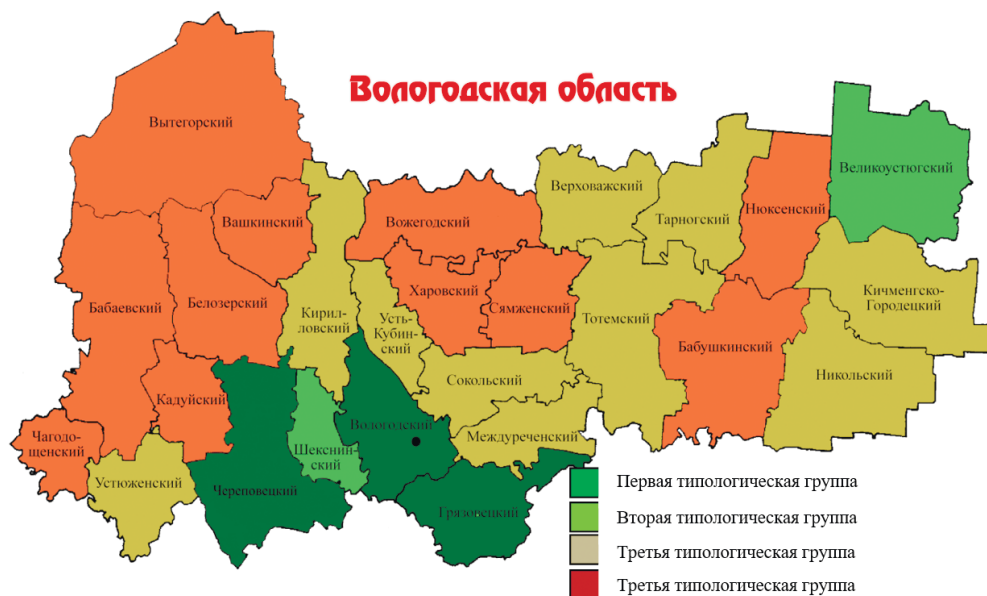 Вологодская область
Вытегорский
Великоустюгский
Верховажский
Тарногский
Нюксенский
Вашкинский
Вожегодский
Бабаевский
Белозерский
Кирил-
ловский
Усть-
Кубин-
ский
Харовский
Сямженский
Тотемский
Бабушкинский
Кичменгско-
Городецкий
Никольский
Сокольский
Кадуйский
Чагодо-
щенский
Устюженский
Череповецкий
Шекснин-
ский
Вологодский
Междуреченский
Грязовецкий
Первая типологическая группа
Вторая типологическая группа
Третья типологическая группа
Третья типологическая группа